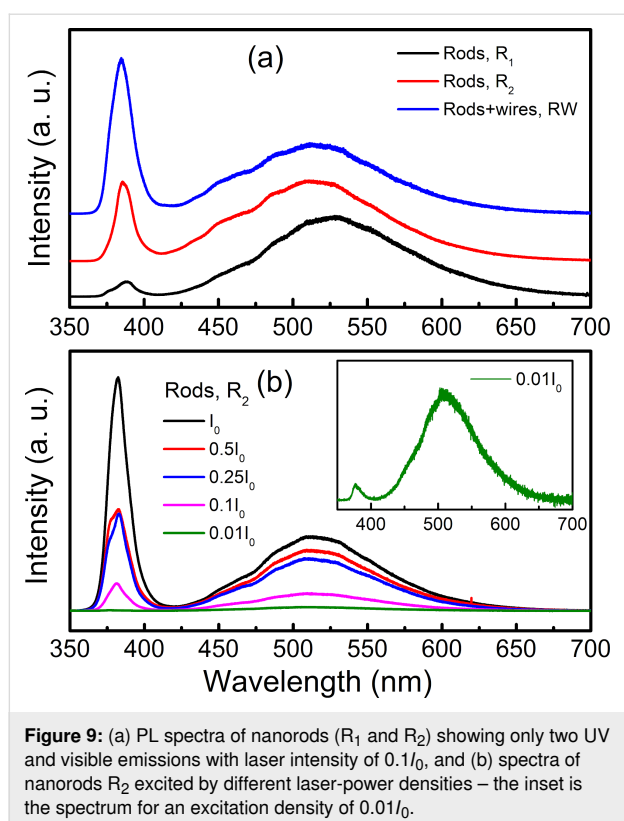 (a)
Rods, R₁
Rods, R₂
Rods+wires, RW
Intensity (a. u.)
350 400 450 500 550 600 650 700
Rods, R₂ (b)
I₀
0.5I₀
0.25I₀
0.1I₀
0.01I₀
0.01I₀
400 500 600 700
Intensity (a. u.)
350 400 450 500 550 600 650 700
Wavelength (nm)
Figure 9: (a) PL spectra of nanorods (R₁ and R₂) showing only two UV
and visible emissions with laser intensity of 0.1I₀, and (b) spectra of
nanorods R₂ excited by different laser-power densities – the inset is
the spectrum for an excitation density of 0.01I₀.